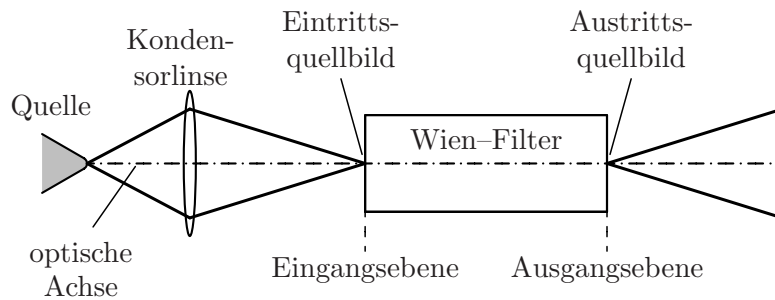 Quelle
Konden-
sorlinse
Eintritts-
quellbild
Austritts-
quellbild
Wien–Filter
optische
Achse
Eingangsebene
Ausgangsebene